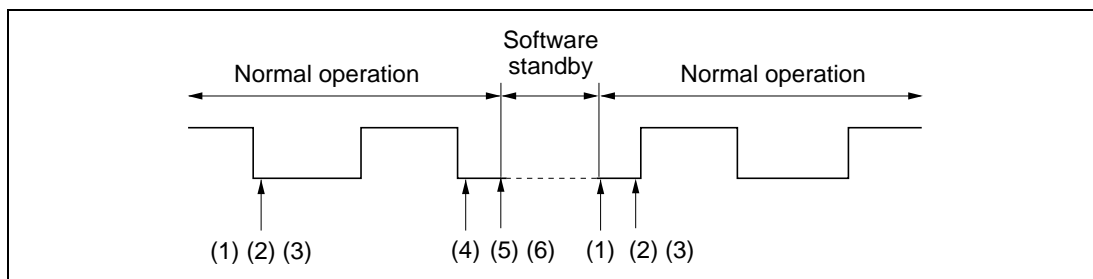 Software
standby
Normal operation
Normal operation
(1) (2) (3)
(4)
(5) (6)
(1)
(2) (3)